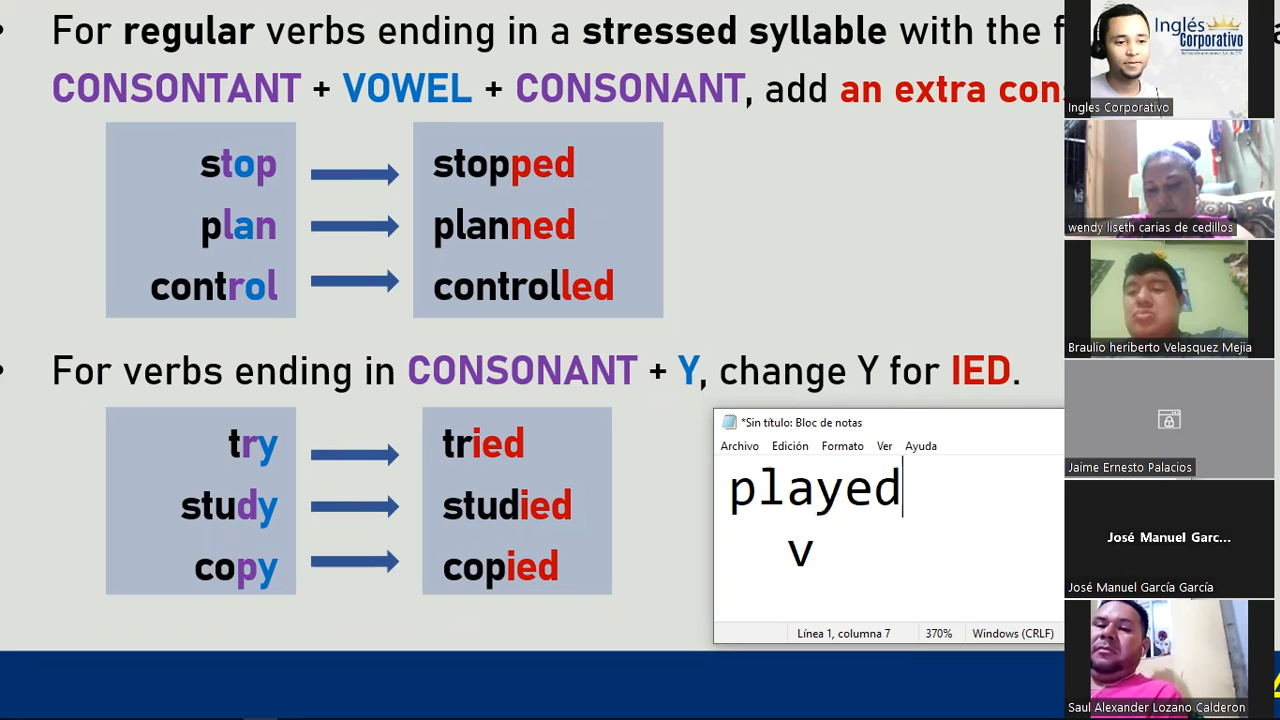 For regular verbs ending in a stressed syllable with the f
CONSONTANT + VOWEL + CONSONANT, add an extra cons
stop stopped
plan planned
control controlled
For verbs ending in CONSONANT + Y, change Y for IED.
try tried
study studied
copy copied
*Sin título: Bloc de notas
Archivo Edición Formato Ver Ayuda
played
v
Línea 1, columna 7 370% Windows (CRLF)
Inglés
Corporativo
Ingles Corporativo
wendy liseth carias de cedillos
Braulio heriberto Velasquez Mejia
Jaime Ernesto Palacios
José Manuel Garc...
José Manuel García García
Saul Alexander Lozano Calderon